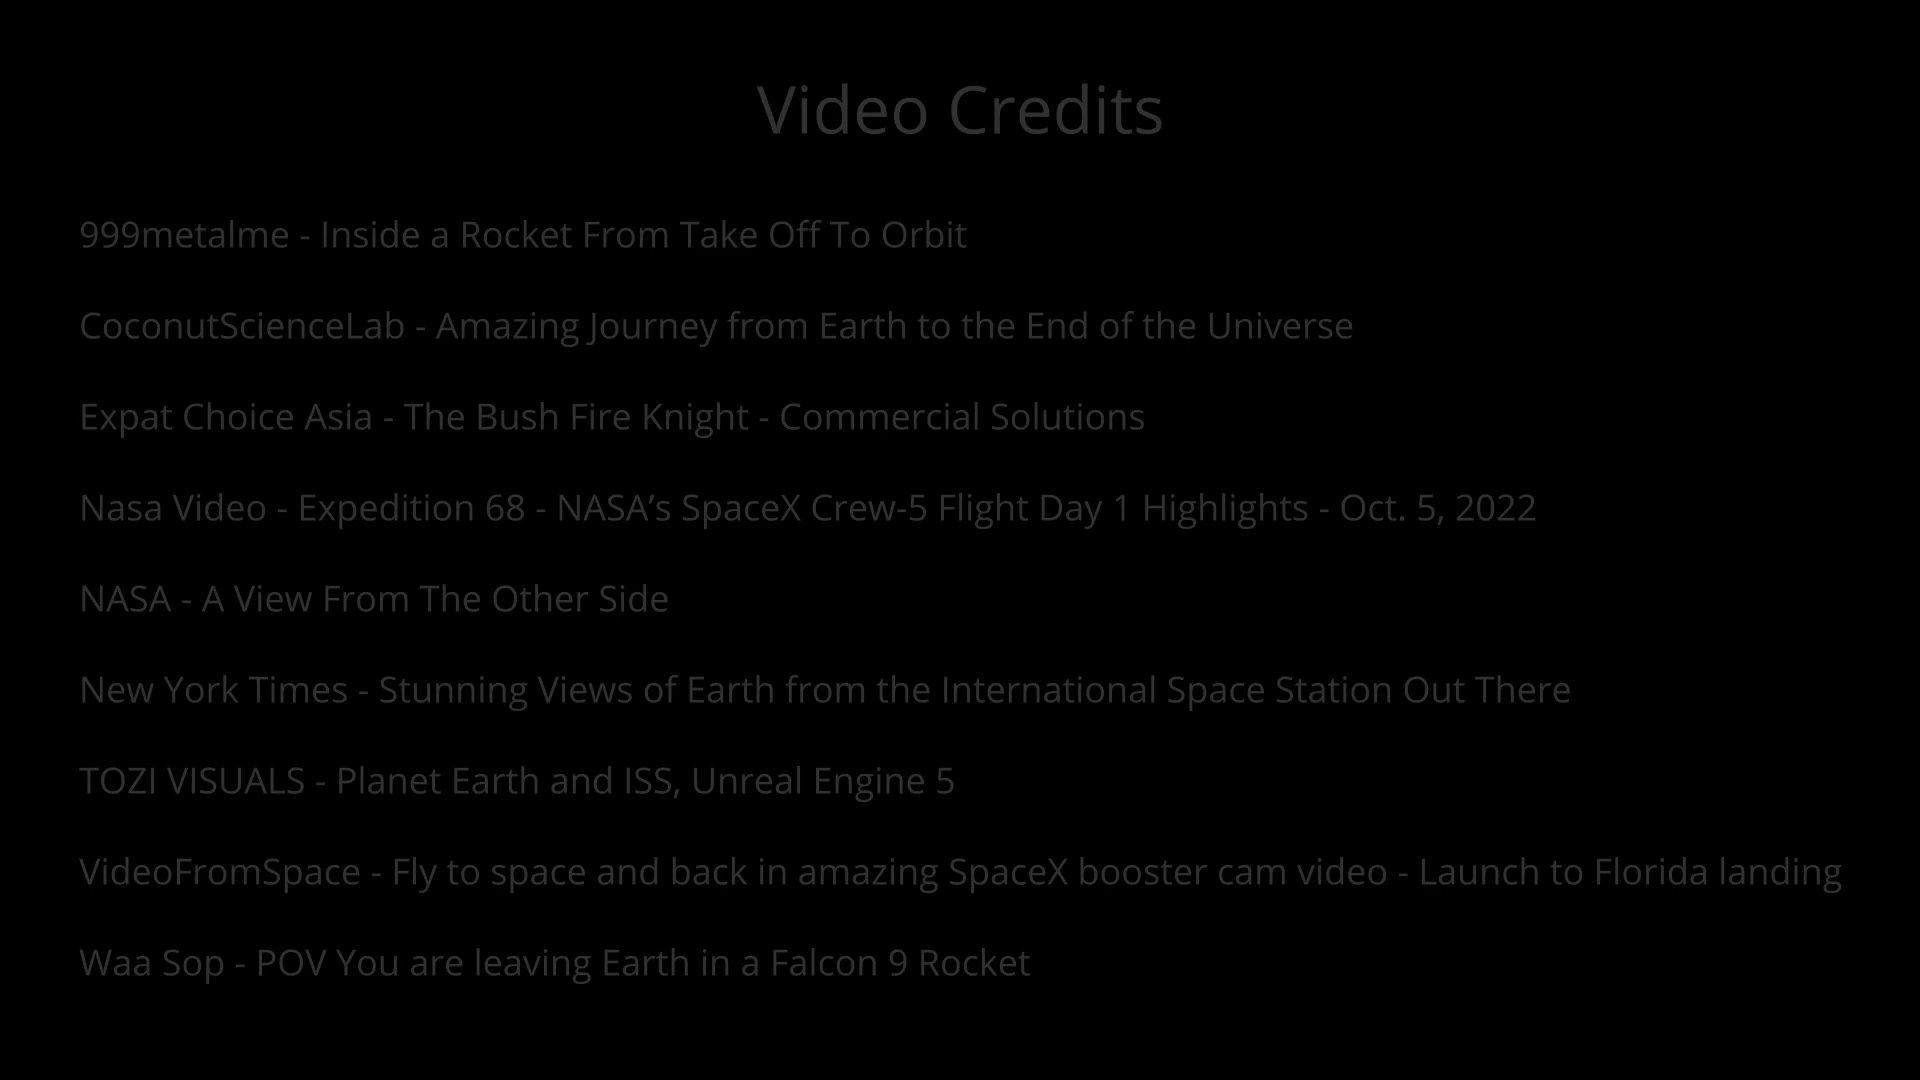 Video Credits
999metalme - Inside a Rocket From Take Off To Orbit
CoconutScienceLab - Amazing Journey from Earth to the End of the Universe
Expat Choice Asia - The Bush Fire Knight - Commercial Solutions
Nasa Video - Expedition 68 - NASA’s SpaceX Crew-5 Flight Day 1 Highlights - Oct. 5, 2022
NASA - A View From The Other Side
New York Times - Stunning Views of Earth from the International Space Station Out There
TOZI VISUALS - Planet Earth and ISS, Unreal Engine 5
VideoFromSpace - Fly to space and back in amazing SpaceX booster cam video - Launch to Florida landing
Waa Sop - POV You are leaving Earth in a Falcon 9 Rocket